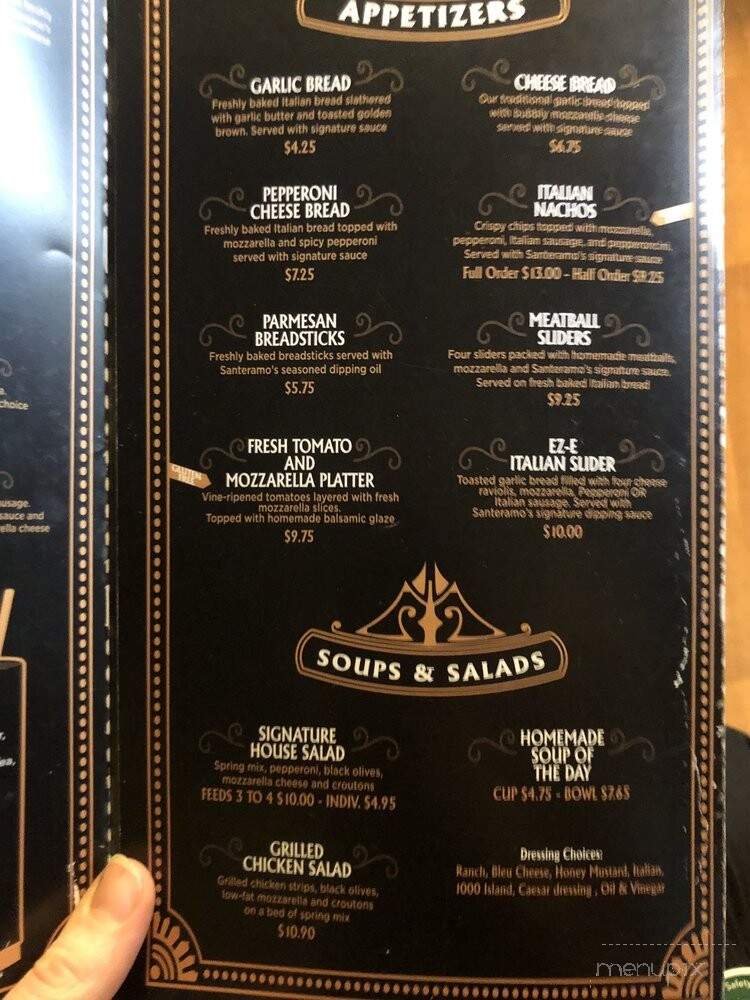 APPETIZERS
GARLIC BREAD
Freshly baked Italian bread slathered
with garlic butter and toasted golden
brown. Served with signature sauce
$4.25
CHEESE BREAD
Our traditional garlic bread topped
with bubbly mozzarella cheese
served with signature sauce
$6.75
PEPPERONI
CHEESE BREAD
Freshly baked Italian bread topped with
mozzarella and spicy pepperoni
served with signature sauce
$7.25
ITALIAN
NACHOS
Crispy chips topped with mozzarella,
pepperoni, Italian sausage, and pepperoncini.
Served with Santeramo's signature sauce
Full Order $13.00 - Half Order $9.25
PARMESAN
BREADSTICKS
Freshly baked breadsticks served with
Santeramo's seasoned dipping oil
$5.75
MEATBALL
SLIDERS
Four sliders packed with homemade meatballs,
mozzarella and Santeramo's signature sauce.
Served on fresh baked Italian bread
$9.25
GLUTEN
FREE
FRESH TOMATO
AND
MOZZARELLA PLATTER
Vine-ripened tomatoes layered with fresh
mozzarella slices.
Topped with homemade balsamic glaze
$9.75
EZ-E
ITALIAN SLIDER
Toasted garlic bread filled with four cheese
raviolis, mozzarella, Pepperoni OR
Italian sausage. Served with
Santeramo's signature dipping sauce
$10.00
SOUPS & SALADS
SIGNATURE
HOUSE SALAD
Spring mix, pepperoni, black olives,
mozzarella cheese and croutons
FEEDS 3 TO 4 $10.00 - INDIV. $4.95
HOMEMADE
SOUP OF
THE DAY
CUP $4.75 - BOWL $7.65
GRILLED
CHICKEN SALAD
Grilled chicken strips, black olives,
low-fat mozzarella and croutons
on a bed of spring mix
$10.90
Dressing Choices:
Ranch, Bleu Cheese, Honey Mustard, Italian,
1000 Island, Caesar dressing , Oil & Vinegar
choice
sauce and
cheese
menupix